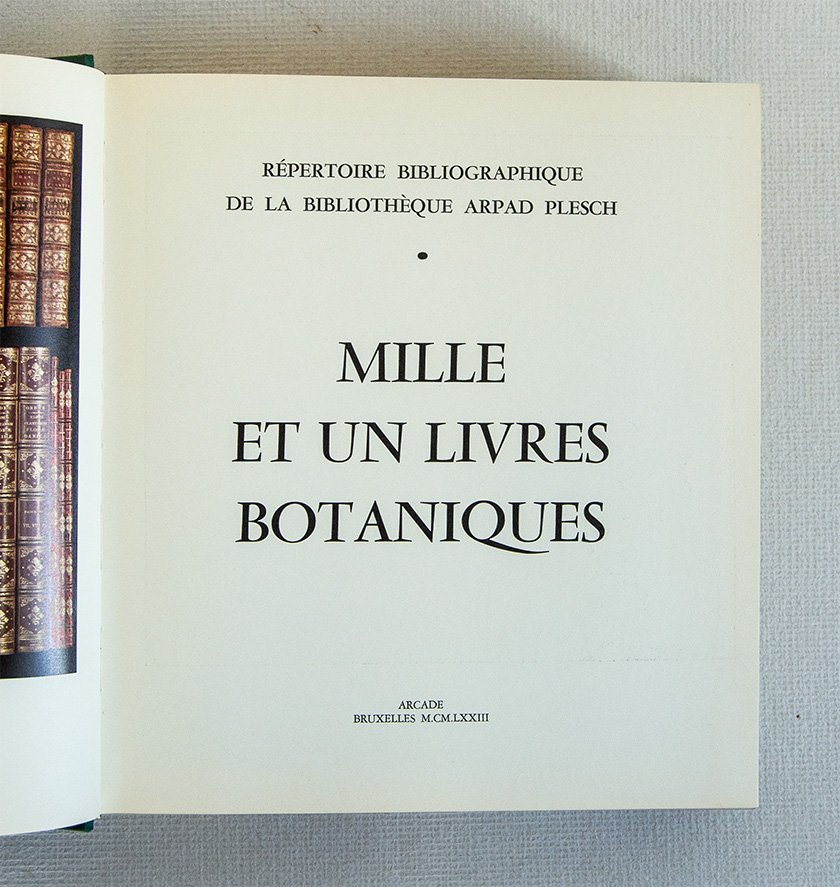 RÉPERTOIRE BIBLIOGRAPHIQUE
DE LA BIBLIOTHÈQUE ARPAD PLESCH
•
MILLE
ET UN LIVRES
BOTANIQUES
ARCADE
BRUXELLES M.CM.LXXIII